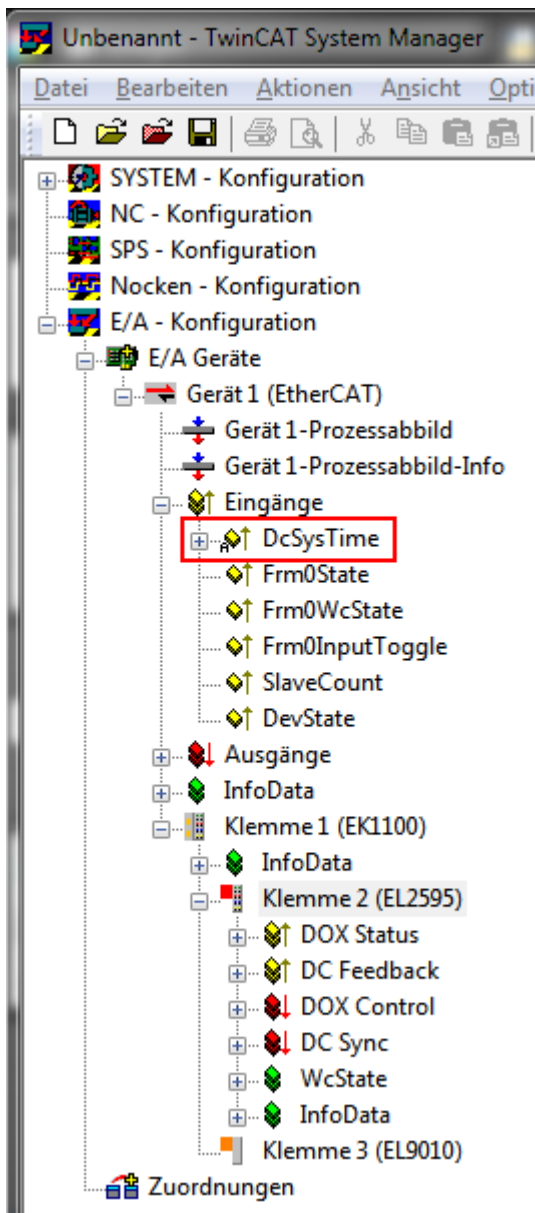 Unbenannt - TwinCAT System Manager
Datei Bearbeiten Aktionen Ansicht Opti
SYSTEM - Konfiguration
NC - Konfiguration
SPS - Konfiguration
Nocken - Konfiguration
E/A - Konfiguration
E/A Geräte
Gerät 1 (EtherCAT)
Gerät 1-Prozessabbild
Gerät 1-Prozessabbild-Info
Eingänge
DcSysTime
Frm0State
Frm0WcState
Frm0InputToggle
SlaveCount
DevState
Ausgänge
InfoData
Klemme 1 (EK1100)
InfoData
Klemme 2 (EL2595)
DOX Status
DC Feedback
DOX Control
DC Sync
WcState
InfoData
Klemme 3 (EL9010)
Zuordnungen